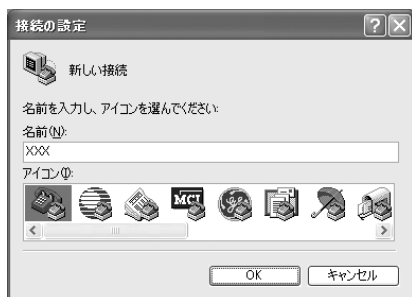 接続の設定
新しい接続
名前を入力し、アイコンを選んでください:
名前(N):
XXX
アイコン(I):
MCI
OK キャンセル